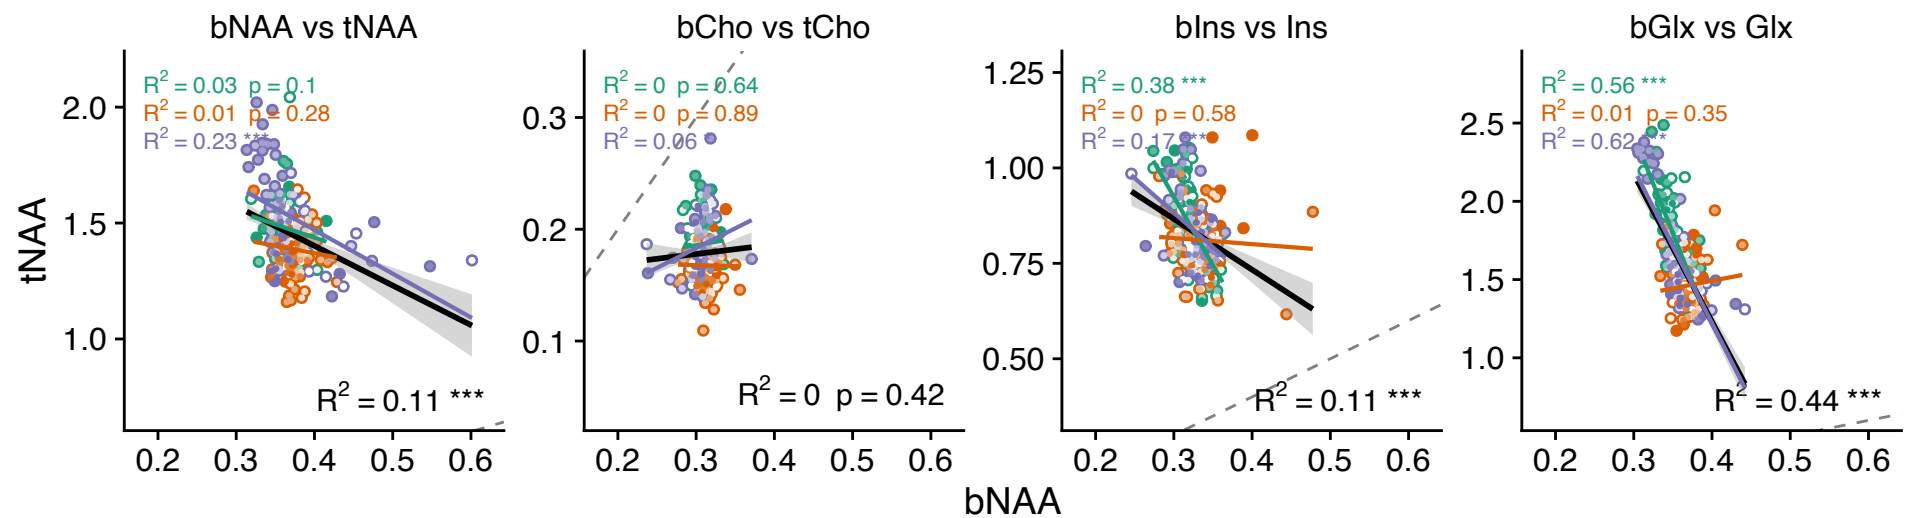 bNAA vs tNAA
bCho vs tCho
bIns vs Ins
bGlx vs Glx
R² = 0.03 p = 0.1
R² = 0.01 p = 0.28
R² = 0.23 ***
R² = 0 p = 0.64
R² = 0 p = 0.89
R² = 0.06 *
R² = 0.38 ***
R² = 0 p = 0.58
R² = 0.17 ***
R² = 0.56 ***
R² = 0.01 p = 0.35
R² = 0.62 ***
tNAA
2.0
1.5
1.0
R² = 0.11 ***
0.3
0.2
0.1
R² = 0 p = 0.42
1.25
1.00
0.75
0.50
R² = 0.11 ***
2.5
2.0
1.5
1.0
R² = 0.44 ***
0.2 0.3 0.4 0.5 0.6
0.2 0.3 0.4 0.5 0.6
0.2 0.3 0.4 0.5 0.6
0.2 0.3 0.4 0.5 0.6
bNAA